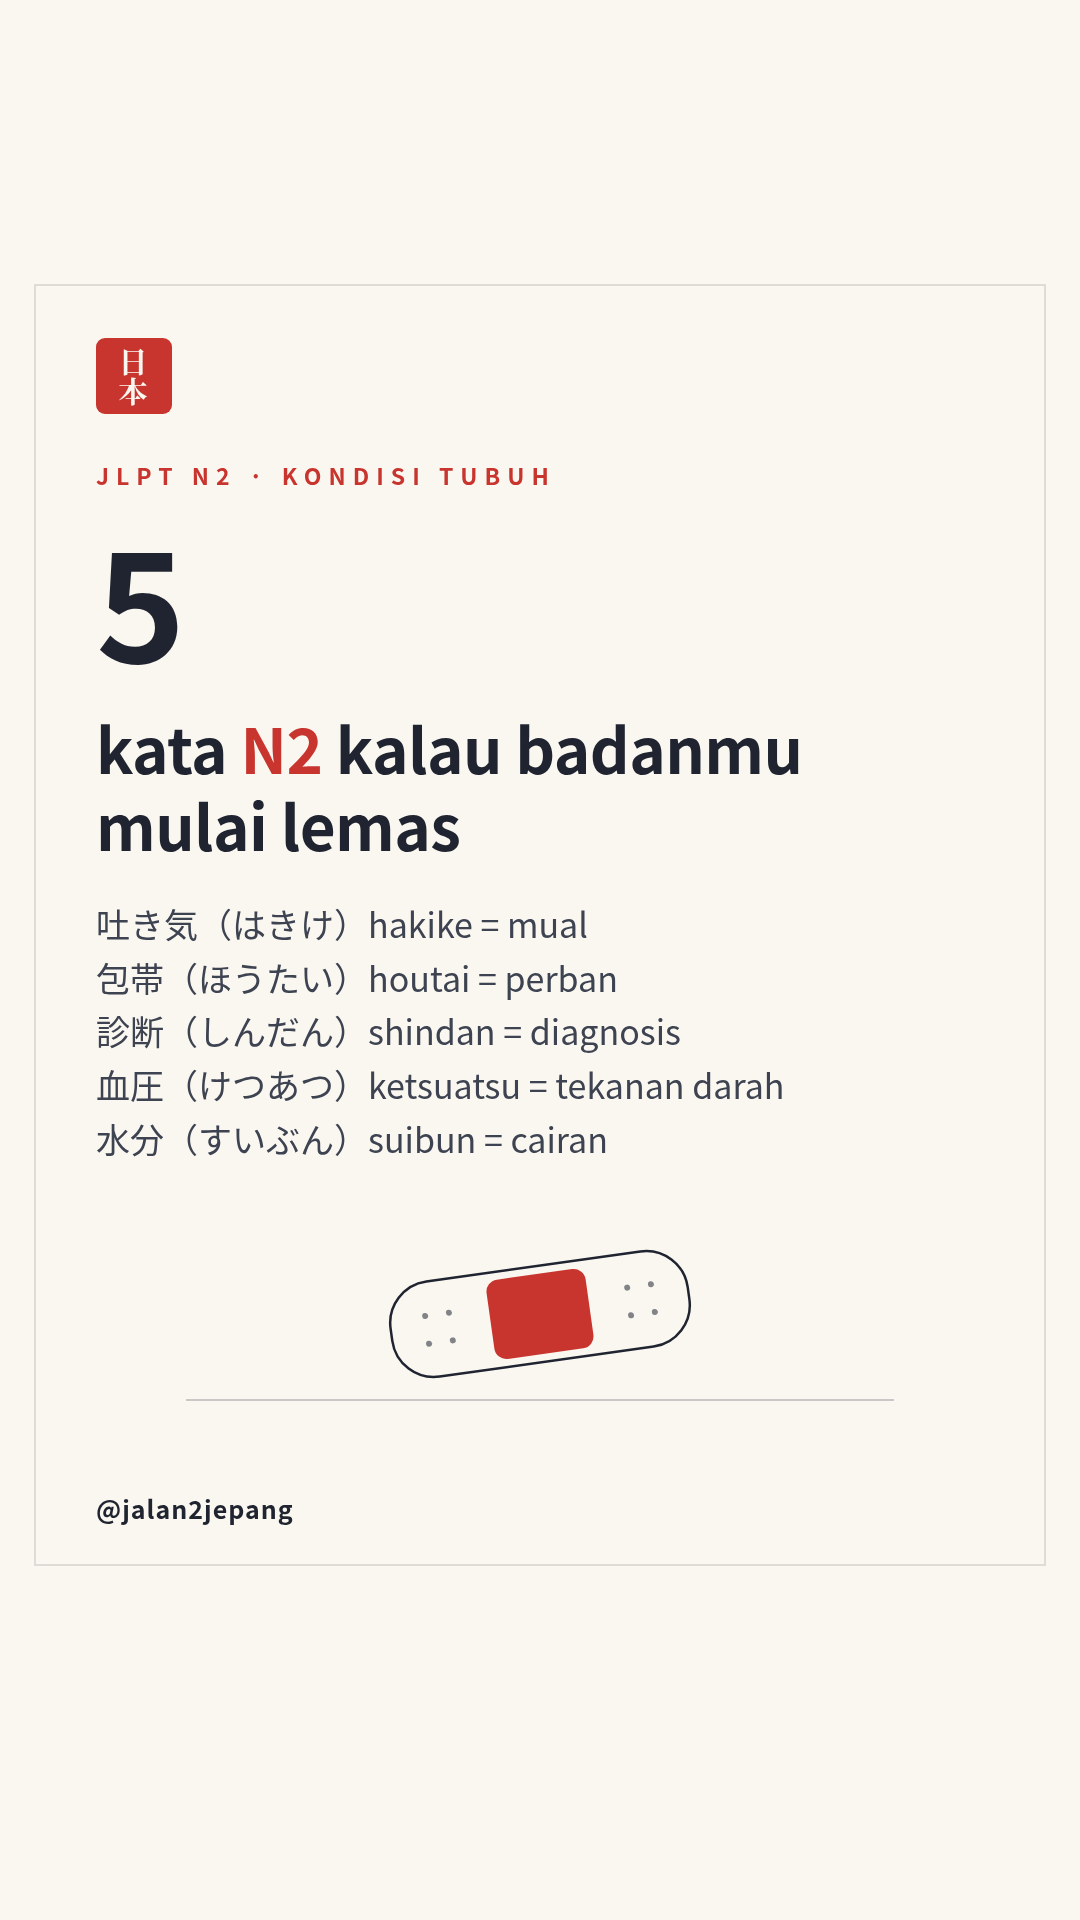 日本
JLPT N2 · KONDISI TUBUH
5
kata N2 kalau badanmu
mulai lemas
吐き気（はきけ）hakike = mual
包帯（ほうたい）houtai = perban
診断（しんだん）shindan = diagnosis
血圧（けつあつ）ketsuatsu = tekanan darah
水分（すいぶん）suibun = cairan
@jalan2jepang